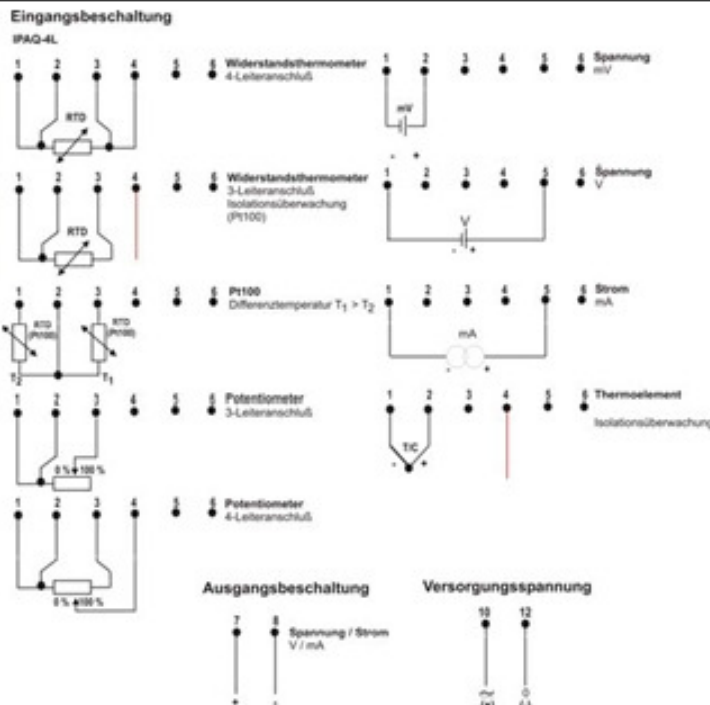 Eingangsbeschaltung
IPAQ-4L
1 2 3 4 5 6 Widerstandsthermometer
4-Leiteranschluß
RTD
1 2 3 4 5 6 Widerstandsthermometer
3-Leiteranschluß
Isolationsüberwachung
(Pt100)
RTD
1 2 3 4 5 6 Pt100
Differenztemperatur T1 > T2
RTD
(Pt100)
RTD
(Pt100)
T2 T1
1 2 3 4 5 6 Potentiometer
3-Leiteranschluß
0 % 100 %
1 2 3 4 5 6 Potentiometer
4-Leiteranschluß
0 % 100 %
1 2 3 4 5 6 Spannung
mV
mV
- +
1 2 3 4 5 6 Spannung
V
V
- +
1 2 3 4 5 6 Strom
mA
mA
- +
1 2 3 4 5 6 Thermoelement
Isolationsüberwachung
T/C
- +
Ausgangsbeschaltung
7 8 Spannung / Strom
V / mA
+ -
Versorgungsspannung
10 12
~ 0
(+) (-)